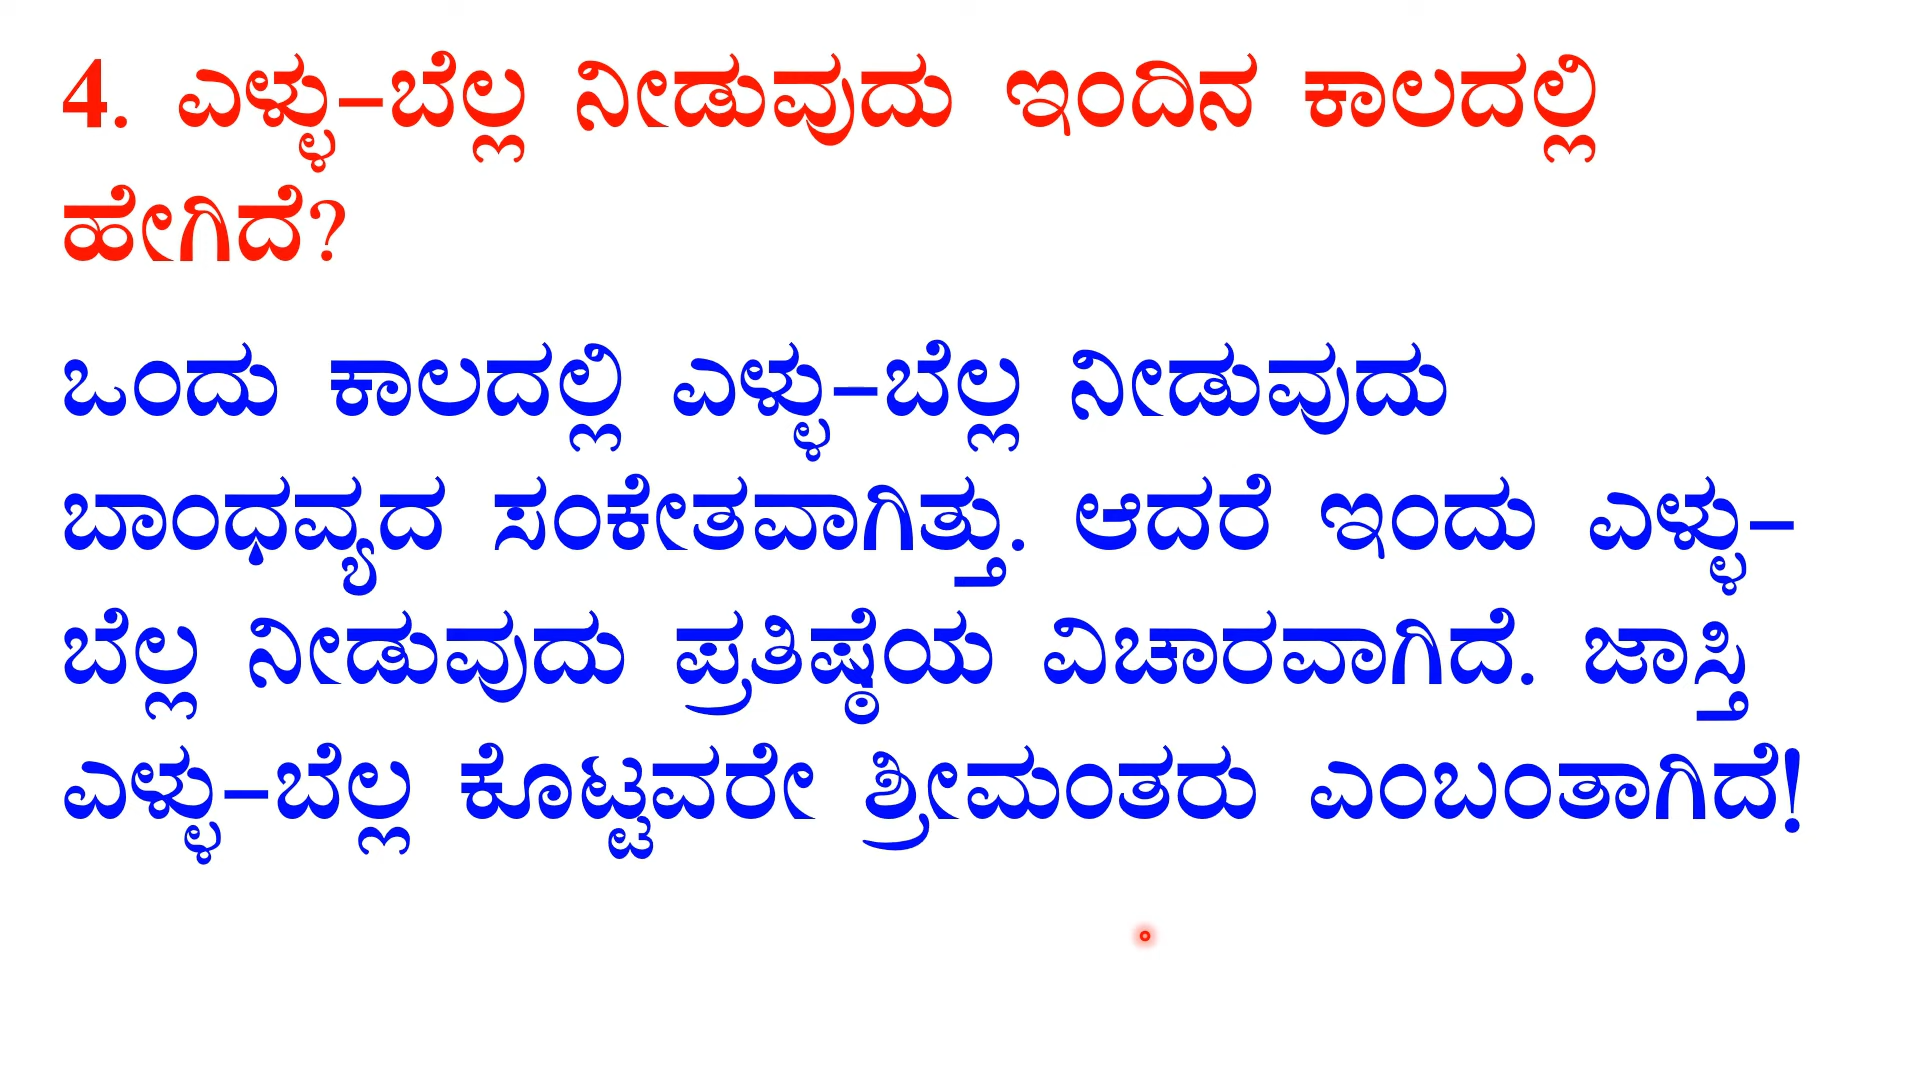 4. ಎಳ್ಳು-ಬೆಲ್ಲ ನೀಡುವುದು ಇಂದಿನ ಕಾಲದಲ್ಲಿ
ಹೇಗಿದೆ?
ಒಂದು ಕಾಲದಲ್ಲಿ ಎಳ್ಳು-ಬೆಲ್ಲ ನೀಡುವುದು
ಬಾಂಧವ್ಯದ ಸಂಕೇತವಾಗಿತ್ತು. ಆದರೆ ಇಂದು ಎಳ್ಳು-
ಬೆಲ್ಲ ನೀಡುವುದು ಪ್ರತಿಷ್ಠೆಯ ವಿಚಾರವಾಗಿದೆ. ಜಾಸ್ತಿ
ಎಳ್ಳು-ಬೆಲ್ಲ ಕೊಟ್ಟವರೇ ಶ್ರೀಮಂತರು ಎಂಬಂತಾಗಿದೆ!